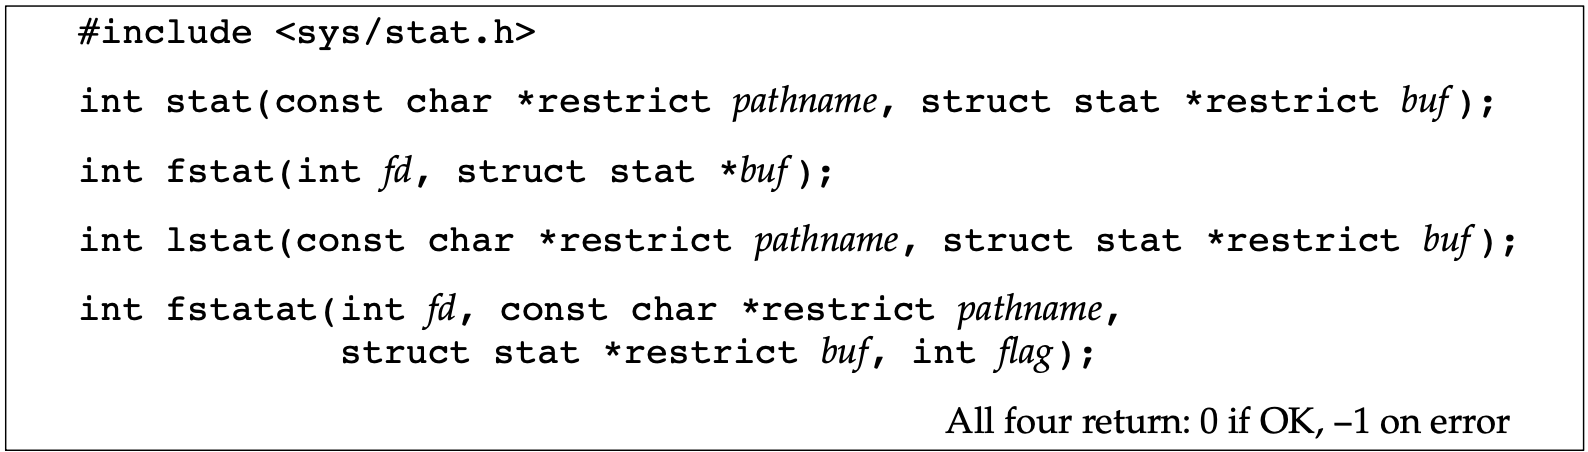 #include <sys/stat.h>
int stat(const char *restrict pathname, struct stat *restrict buf);
int fstat(int fd, struct stat *buf);
int lstat(const char *restrict pathname, struct stat *restrict buf);
int fstatat(int fd, const char *restrict pathname,
struct stat *restrict buf, int flag);
All four return: 0 if OK, –1 on error